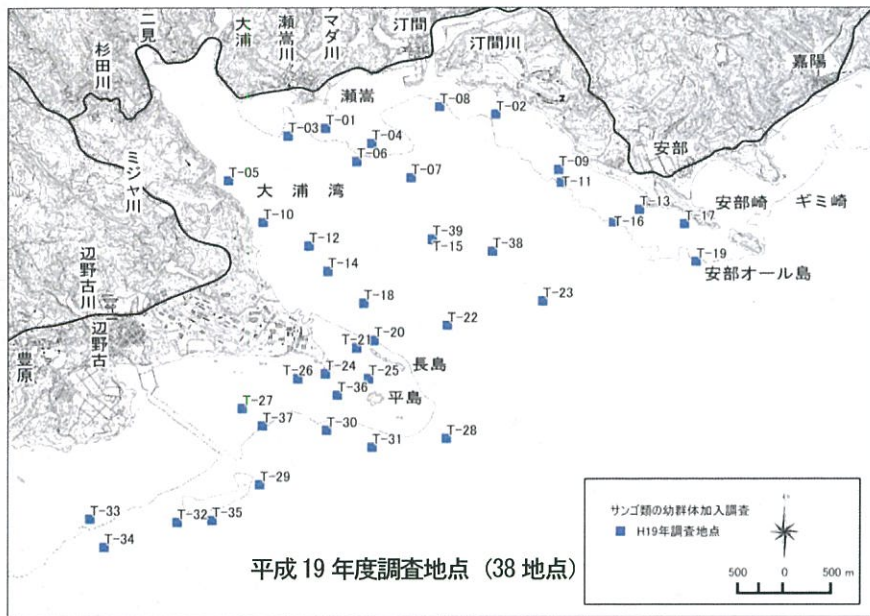 二見
大浦
瀬嵩川
マダ川
汀間
汀間川
杉田川
嘉陽
瀬嵩
T-08
T-02
T-01
T-03
T-04
T-06
安部
T-07
T-09
T-05
T-11
ミジャ川
大浦湾
T-13
安部崎
ギミ崎
T-10
T-16
T-17
T-39
T-12
T-15
T-38
T-14
T-19
安部オール島
辺野古川
T-18
T-23
辺野古
T-22
豊原
T-21
T-20
長島
T-26
T-24
T-25
T-36
平島
T-27
T-37
T-30
T-28
T-31
T-29
T-33
T-32
T-35
T-34
サンゴ類の幼群体加入調査
H19年調査地点
平成19年度調査地点(38地点)
500 0 500 m